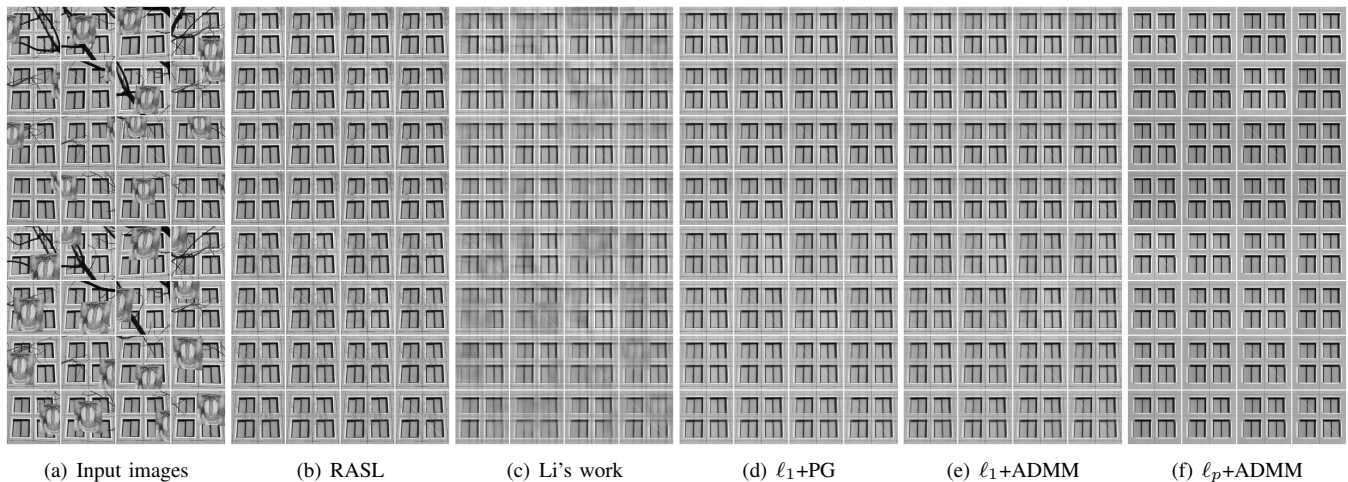 (a) Input images
(b) RASL
(c) Li's work
(d) ℓ1+PG
(e) ℓ1+ADMM
(f) ℓp+ADMM